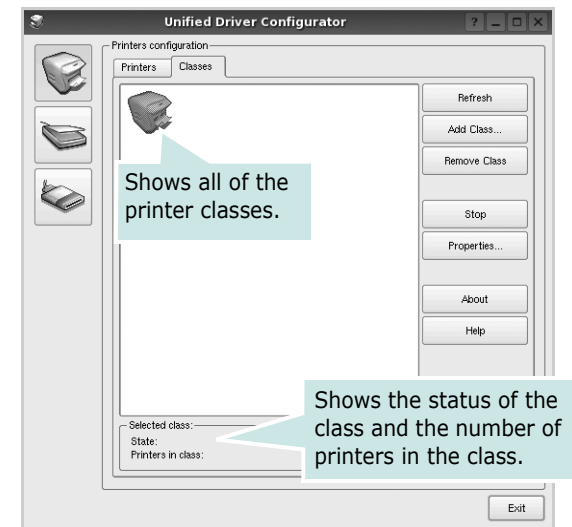 Unified Driver Configurator
Printers configuration
Printers Classes
Refresh
Add Class...
Remove Class
Shows all of the
printer classes.
Stop
Properties...
About
Help
Shows the status of the
class and the number of
printers in the class.
Selected class:
State:
Printers in class:
Exit